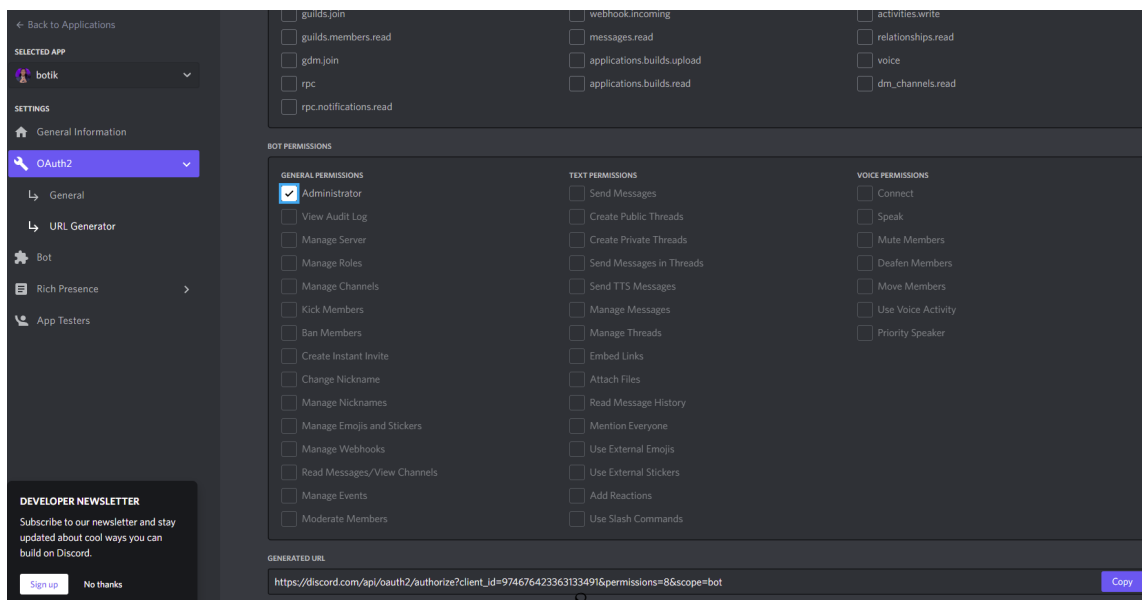 ← Back to Applications
SELECTED APP
botik
SETTINGS
General Information
OAuth2
General
URL Generator
Bot
Rich Presence
App Testers
DEVELOPER NEWSLETTER
Subscribe to our newsletter and stay
updated about cool ways you can
build on Discord.
Sign up No thanks
guilds.join
guilds.members.read
gdm.join
rpc
rpc.notifications.read
webhook.incoming
messages.read
applications.builds.upload
applications.builds.read
activities.write
relationships.read
voice
dm_channels.read
BOT PERMISSIONS
GENERAL PERMISSIONS
Administrator
View Audit Log
Manage Server
Manage Roles
Manage Channels
Kick Members
Ban Members
Create Instant Invite
Change Nickname
Manage Nicknames
Manage Emojis and Stickers
Manage Webhooks
Read Messages/View Channels
Manage Events
Moderate Members
TEXT PERMISSIONS
Send Messages
Create Public Threads
Create Private Threads
Send Messages in Threads
Send TTS Messages
Manage Messages
Manage Threads
Embed Links
Attach Files
Read Message History
Mention Everyone
Use External Emojis
Use External Stickers
Add Reactions
Use Slash Commands
VOICE PERMISSIONS
Connect
Speak
Mute Members
Deafen Members
Move Members
Use Voice Activity
Priority Speaker
GENERATED URL
https://discord.com/api/oauth2/authorize?client_id=974676423363133491&permissions=8&scope=bot
Copy